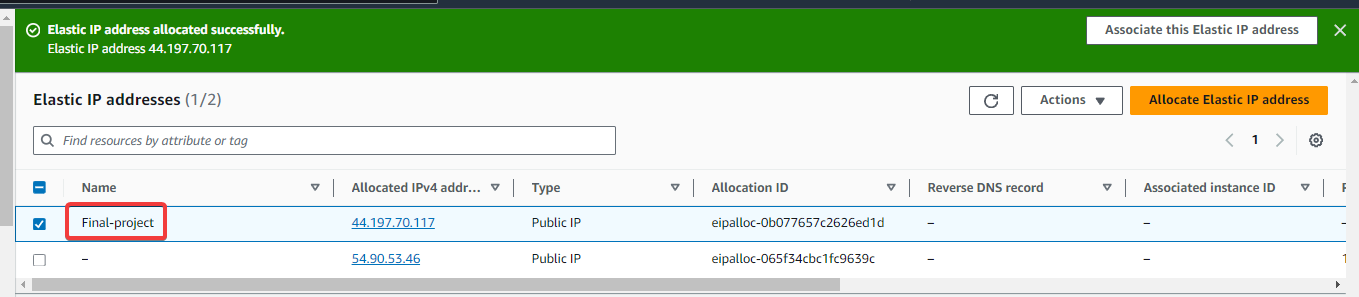 Elastic IP address allocated successfully.
Elastic IP address 44.197.70.117
Associate this Elastic IP address
Elastic IP addresses (1/2)
Actions
Allocate Elastic IP address
Find resources by attribute or tag
1
Name Allocated IPv4 addr... Type Allocation ID Reverse DNS record Associated instance ID
Final-project 44.197.70.117 Public IP eipalloc-0b077657c2626ed1d – –
– 54.90.53.46 Public IP eipalloc-065f34cbc1fc9639c – –